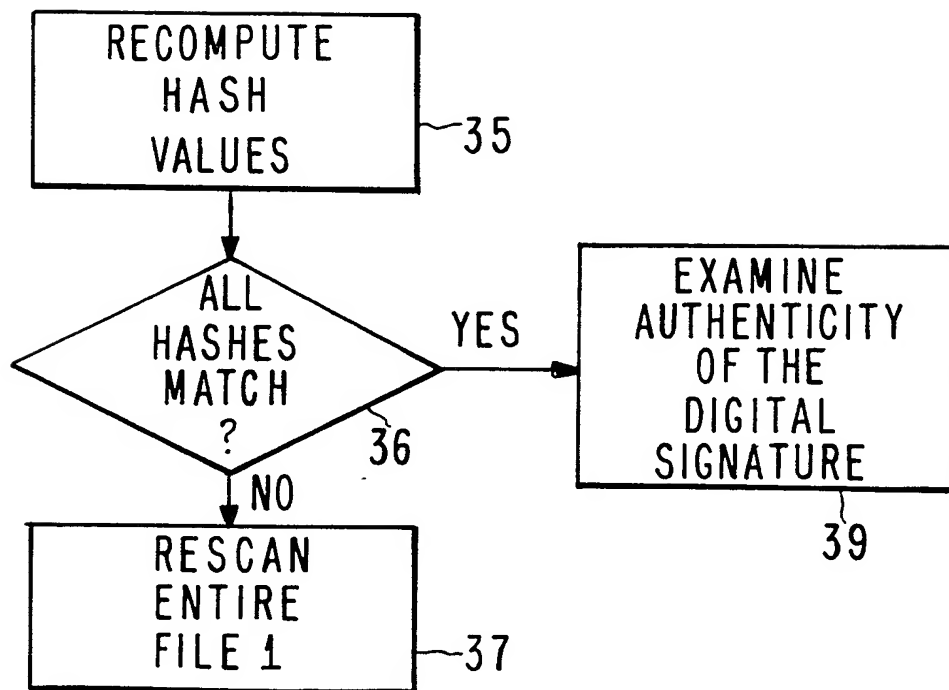 RECOMPUTE
HASH
VALUES
35
ALL
HASHES
MATCH
?
36
YES
EXAMINE
AUTHENTICITY
OF THE
DIGITAL
SIGNATURE
39
NO
RESCAN
ENTIRE
FILE 1
37